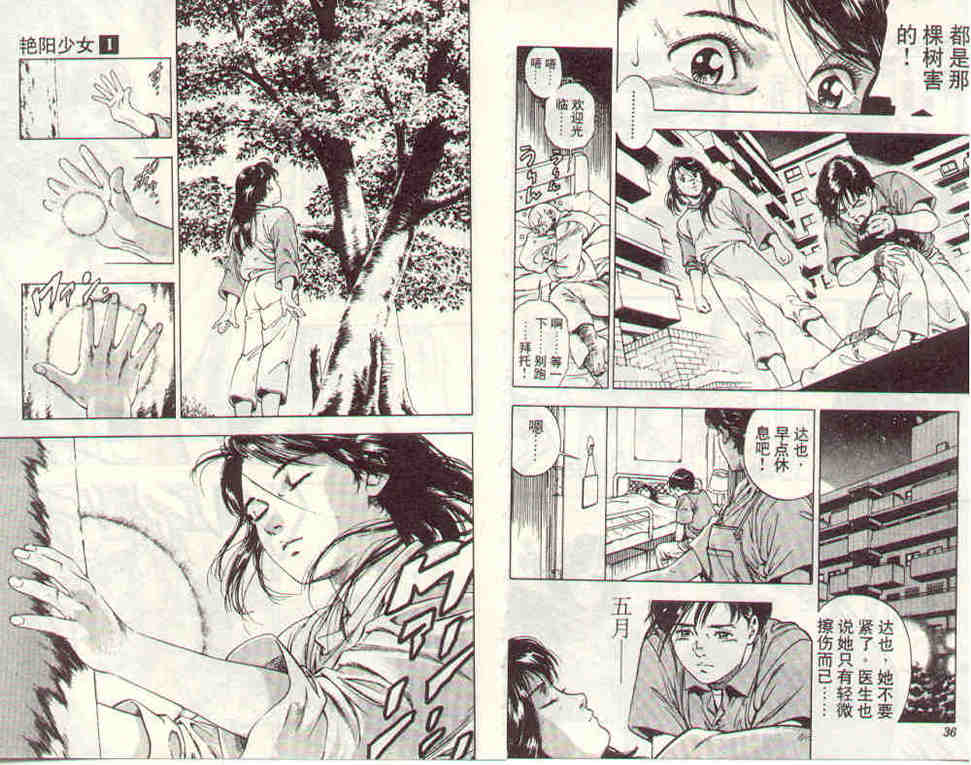 都是那
棵树害
的！
…………
嘻、
嘻
欢迎光
临……
啊，等一
下，别跑
……拜托！
达也，
早点休
息吧！
嗯……
达也，她不要
紧了。医生也
说她只有轻微
擦伤而已……
五月……
36
艳阳少女 1